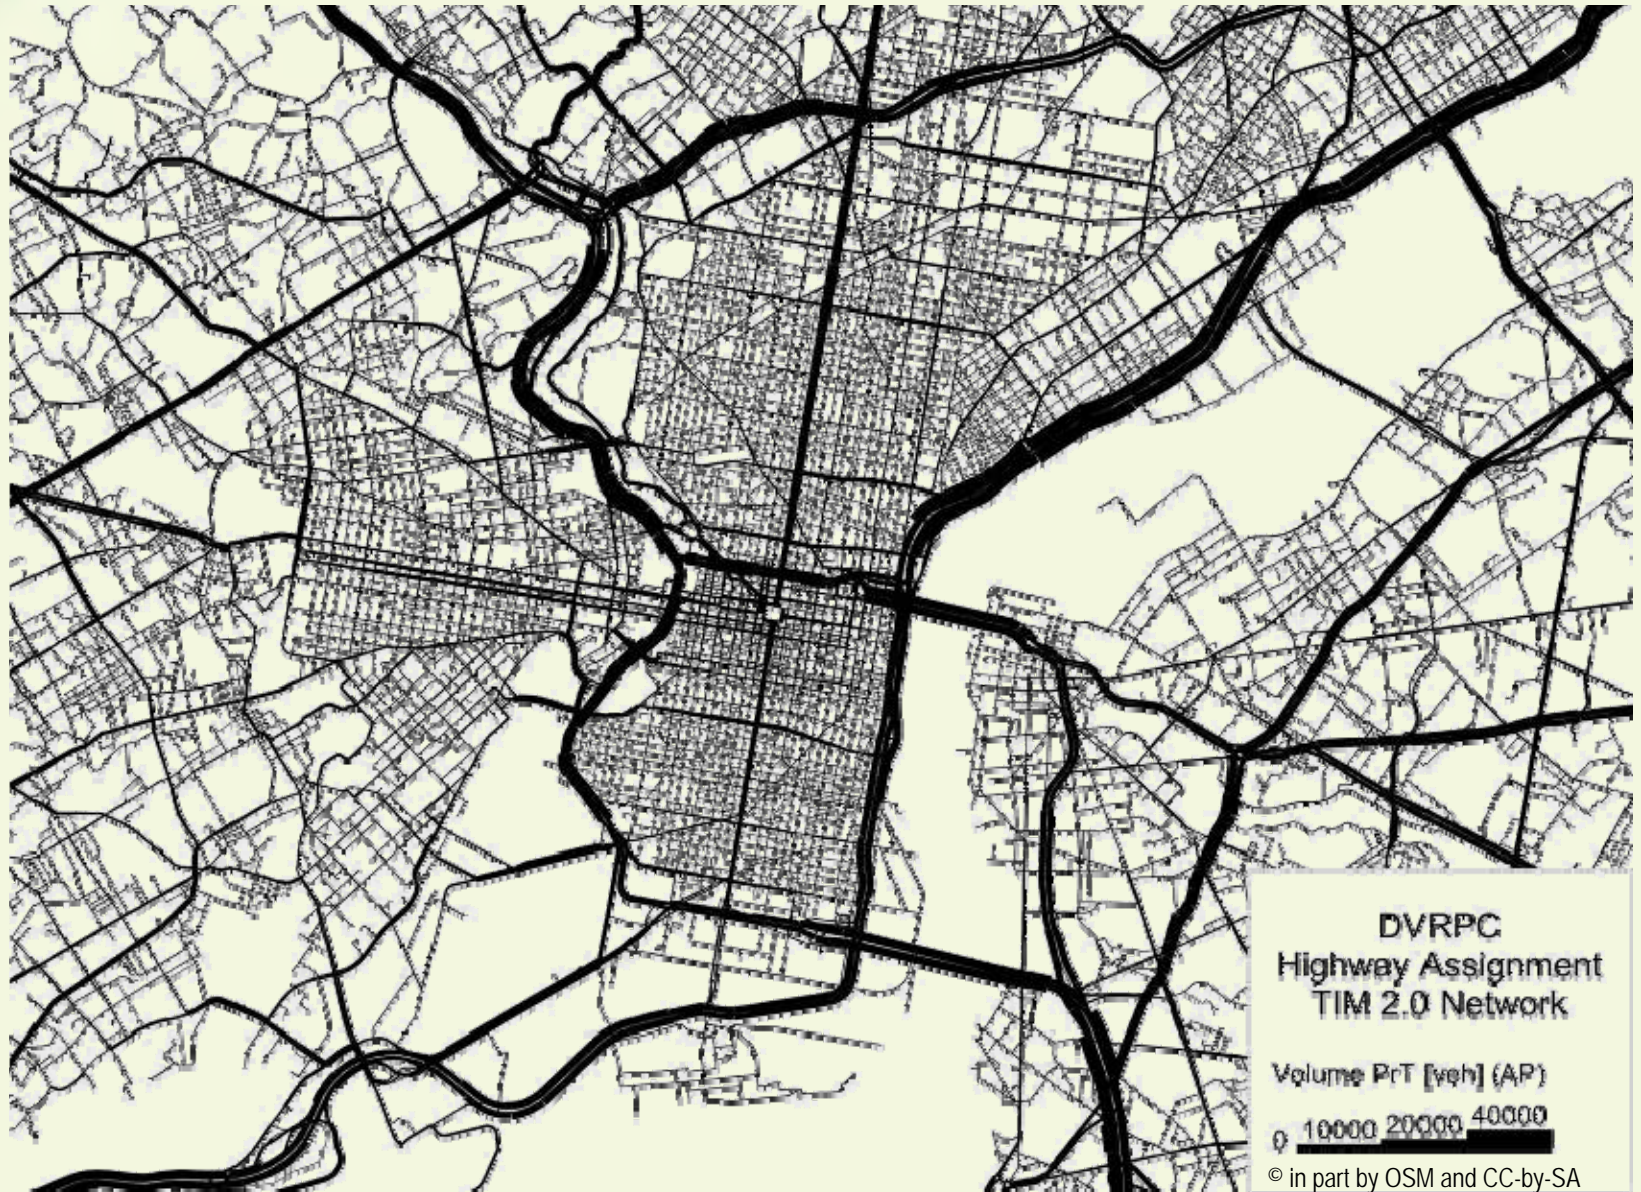 DVRPC
Highway Assignment
TIM 2.0 Network
Volume PrT [veh] (AP)
0 10000 20000 40000
© in part by OSM and CC-by-SA